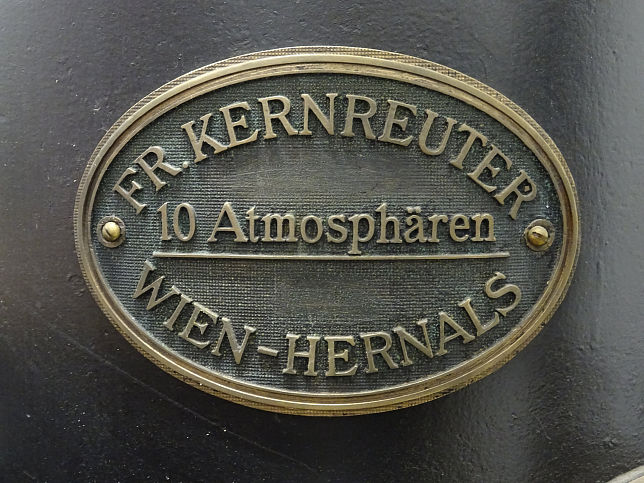 FR. KERNREUTER
10 Atmosphären
WIEN-HERNALS